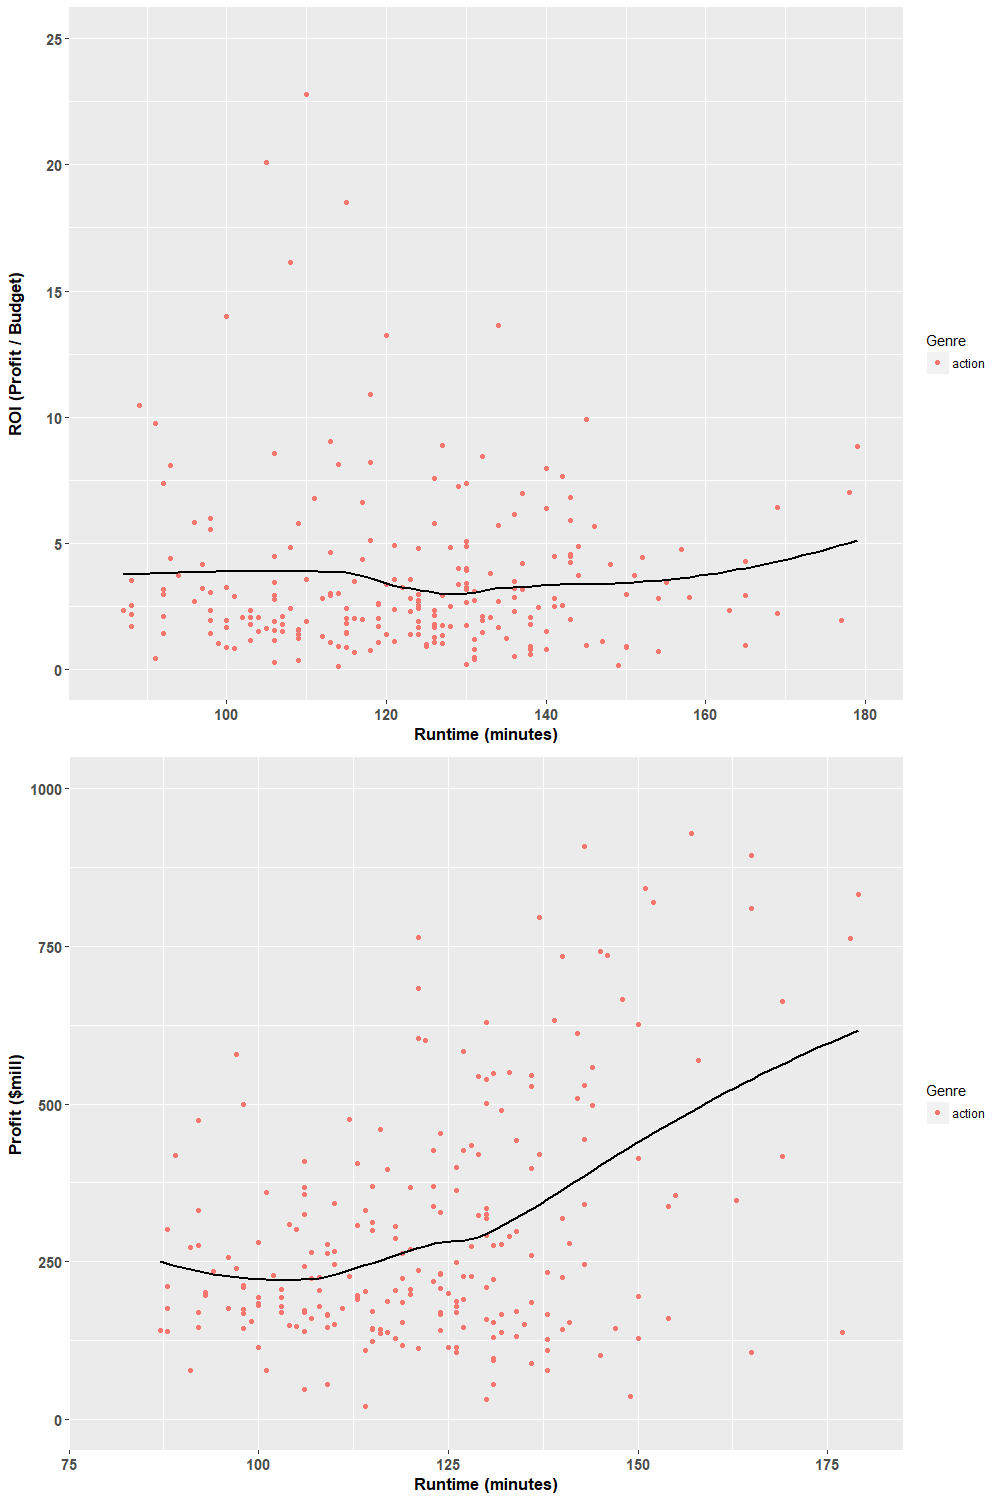 25
20
15
10
5
0
ROI (Profit / Budget)
100 120 140 160 180
Runtime (minutes)
Genre
action
1000
750
500
250
0
Profit ($mill)
75 100 125 150 175
Runtime (minutes)
Genre
action